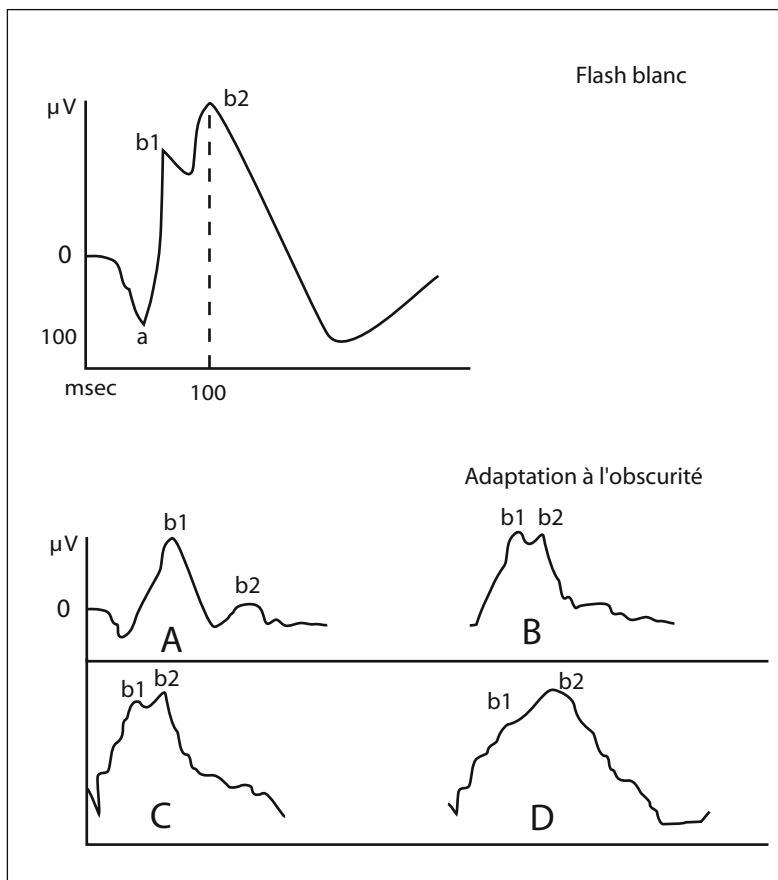 Flash blanc
µV
b2
b1
0
100
a
msec
100
Adaptation à l'obscurité
µV
b1
b1 b2
b2
0
A
B
b1 b2
b1
b2
C
D